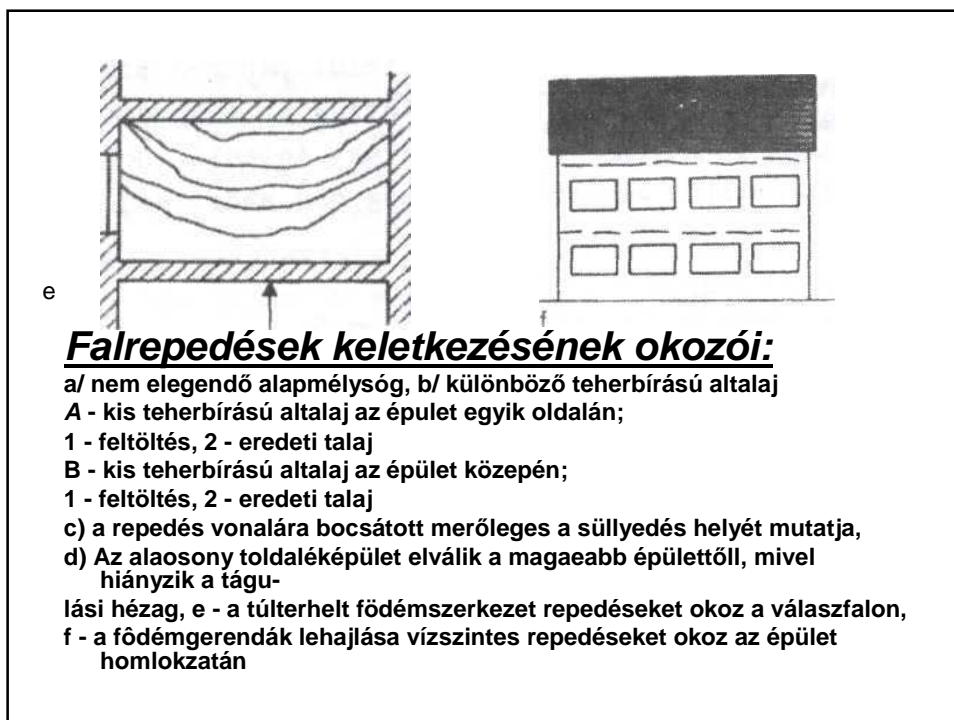 e
f
Falrepedések keletkezésének okozói:
a/ nem elegendő alapmélysóg, b/ különböző teherbírású altalaj
A - kis teherbírású altalaj az épulet egyik oldalán;
1 - feltöltés, 2 - eredeti talaj
B - kis teherbírású altalaj az épület közepén;
1 - feltöltés, 2 - eredeti talaj
c) a repedés vonalára bocsátott merőleges a süllyedés helyét mutatja,
d) Az alaosony toldaléképület elválik a magaeabb épülettőll, mivel
hiányzik a tágu-
lási hézag, e - a túlterhelt födémszerkezet repedéseket okoz a válaszfalon,
f - a fôdémgerendák lehajlása vízszintes repedéseket okoz az épület
homlokzatán